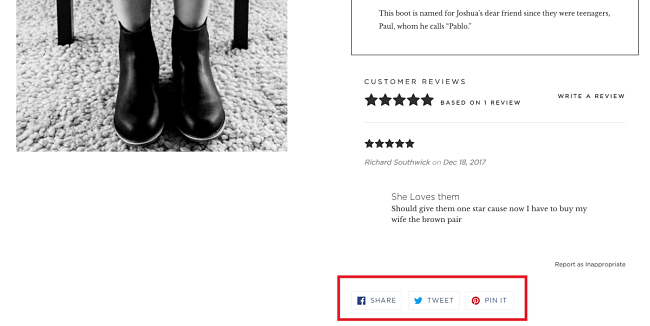 This boot is named for Joshua's dear friend since they were teenagers,
Paul, whom he calls "Pablo."
CUSTOMER REVIEWS
BASED ON 1 REVIEW
WRITE A REVIEW
Richard Southwick on Dec 18, 2017
She Loves them
Should give them one star cause now I have to buy my
wife the brown pair
Report as Inappropriate
SHARE TWEET PIN IT